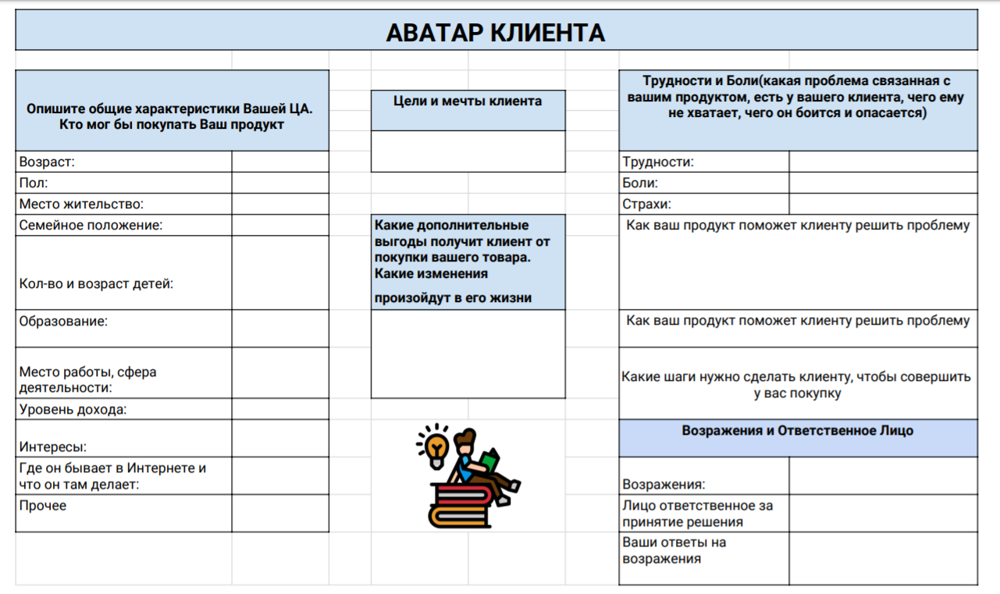 АВАТАР КЛИЕНТА
Опишите общие характеристики Вашей ЦА.
Кто мог бы покупать Ваш продукт
Возраст:
Пол:
Место жительство:
Семейное положение:
Кол-во и возраст детей:
Образование:
Место работы, сфера
деятельности:
Уровень дохода:
Интересы:
Где он бывает в Интернете и
что он там делает:
Прочее
Цели и мечты клиента
Какие дополнительные
выгоды получит клиент от
покупки вашего товара.
Какие изменения
произойдут в его жизни
Трудности и Боли(какая проблема связанная с
вашим продуктом, есть у вашего клиента, чего ему
не хватает, чего он боится и опасается)
Трудности:
Боли:
Страхи:
Как ваш продукт поможет клиенту решить проблему
Как ваш продукт поможет клиенту решить проблему
Какие шаги нужно сделать клиенту, чтобы совершить
у вас покупку
Возражения и Ответственное Лицо
Возражения:
Лицо ответственное за
принятие решения
Ваши ответы на
возражения